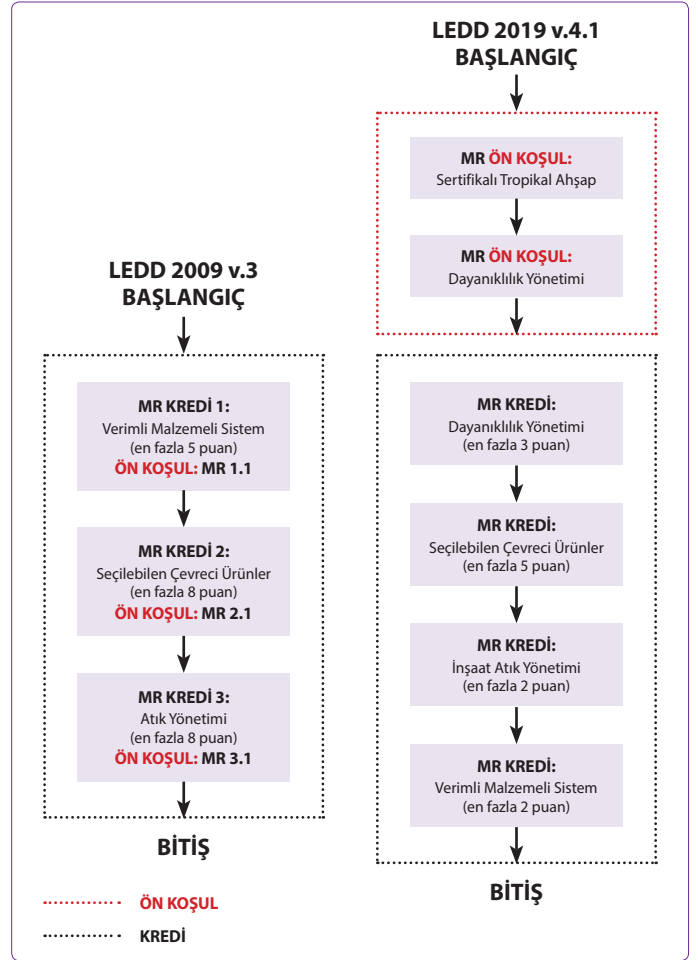 LEDD 2009 v.3
BAŞLANGIÇ
MR KREDİ 1:
Verimli Malzemeli Sistem
(en fazla 5 puan)
ÖN KOŞUL: MR 1.1
MR KREDİ 2:
Seçilebilen Çevreci Ürünler
(en fazla 8 puan)
ÖN KOŞUL: MR 2.1
MR KREDİ 3:
Atık Yönetimi
(en fazla 8 puan)
ÖN KOŞUL: MR 3.1
BİTİŞ
LEDD 2019 v.4.1
BAŞLANGIÇ
MR ÖN KOŞUL:
Sertifikalı Tropikal Ahşap
MR ÖN KOŞUL:
Dayanıklılık Yönetimi
MR KREDİ:
Dayanıklılık Yönetimi
(en fazla 3 puan)
MR KREDİ:
Seçilebilen Çevreci Ürünler
(en fazla 5 puan)
MR KREDİ:
İnşaat Atık Yönetimi
(en fazla 2 puan)
MR KREDİ:
Verimli Malzemeli Sistem
(en fazla 2 puan)
BİTİŞ
ÖN KOŞUL
KREDİ